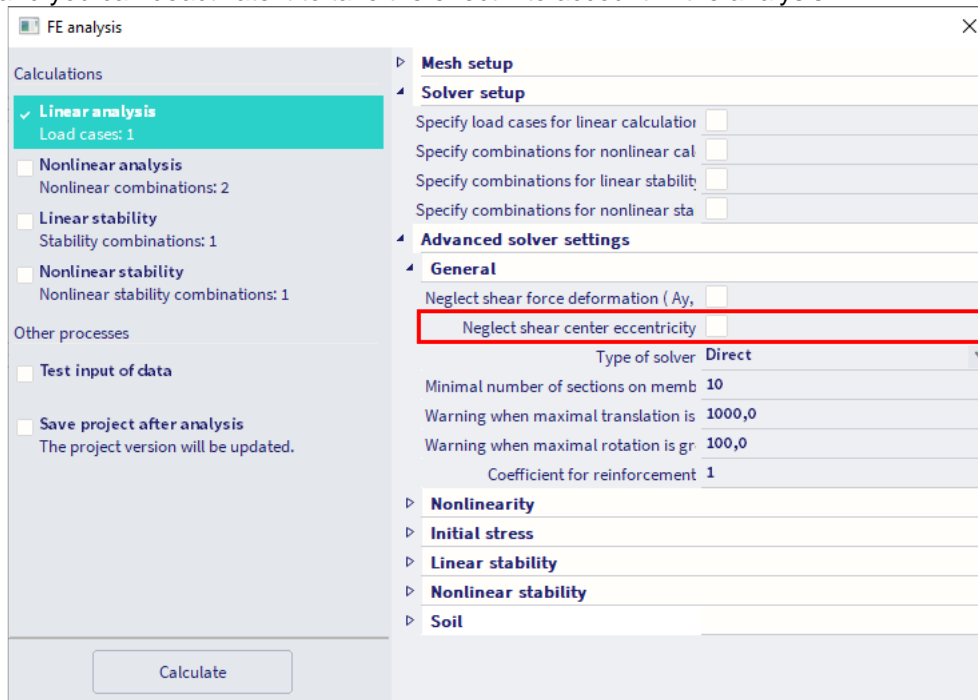 FE analysis
Calculations
Linear analysis
Load cases: 1
Nonlinear analysis
Nonlinear combinations: 2
Linear stability
Stability combinations: 1
Nonlinear stability
Nonlinear stability combinations: 1
Other processes
Test input of data
Save project after analysis
The project version will be updated.
Calculate
Mesh setup
Solver setup
Specify load cases for linear calculation
Specify combinations for nonlinear cal
Specify combinations for linear stability
Specify combinations for nonlinear sta
Advanced solver settings
General
Neglect shear force deformation ( Ay,
Neglect shear center eccentricity
Type of solver Direct
Minimal number of sections on memb 10
Warning when maximal translation is 1000,0
Warning when maximal rotation is gr 100,0
Coefficient for reinforcement 1
Nonlinearity
Initial stress
Linear stability
Nonlinear stability
Soil